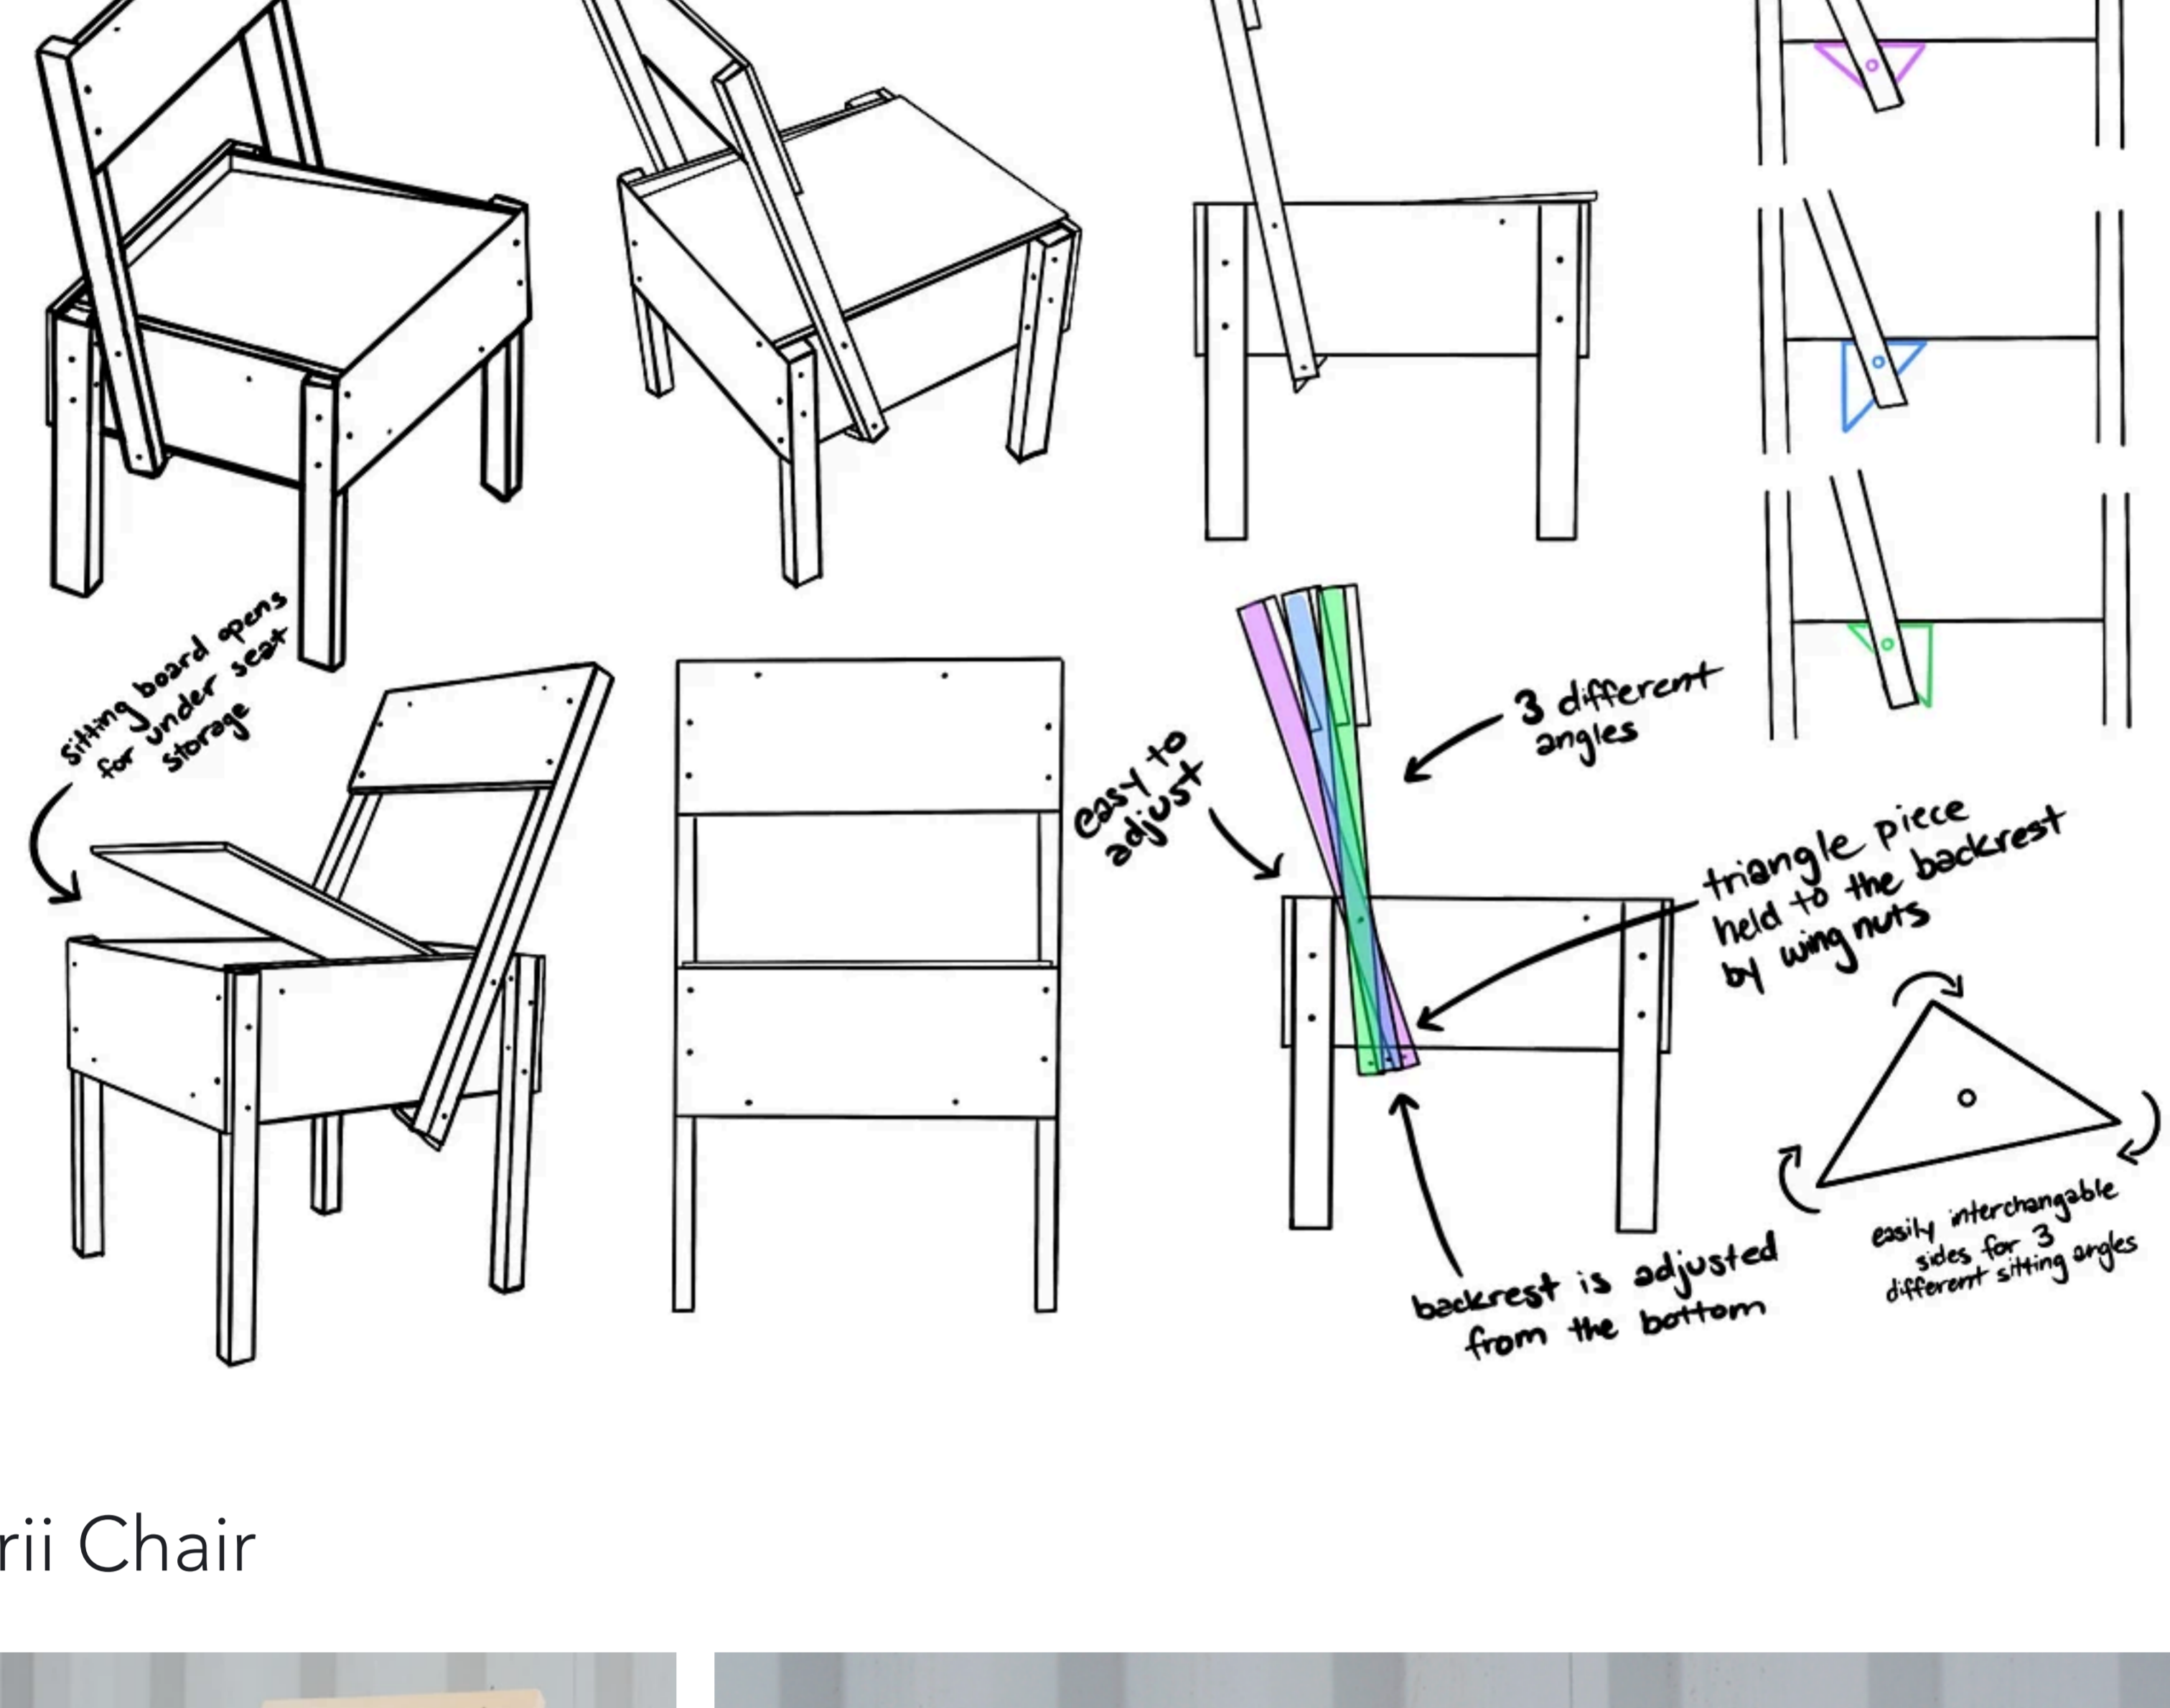 sitting board opens
for under seat
storage
easy to
adjust
3 different
angles
triangle piece
held to the backrest
by wing nuts
easily interchangable
sides for 3
different sitting angles
backrest is adjusted
from the bottom
rii Chair